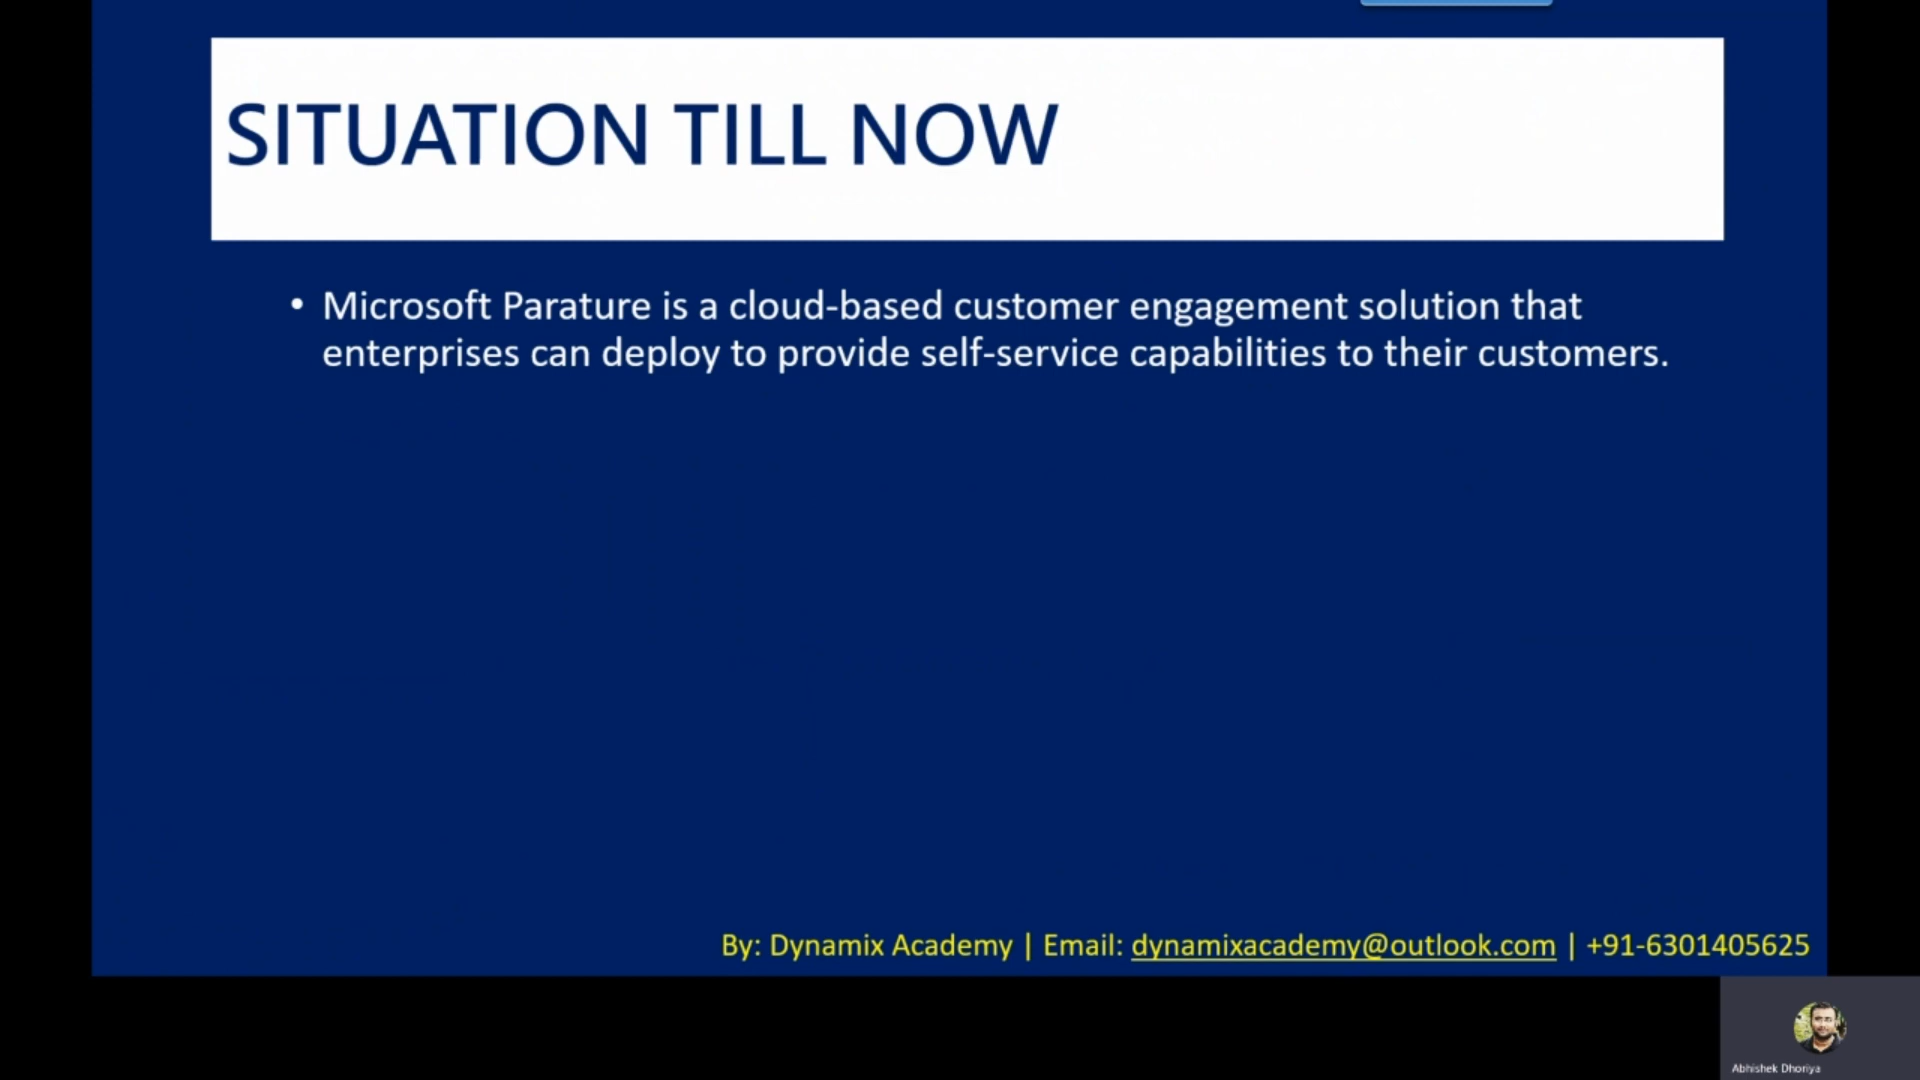 SITUATION TILL NOW
• Microsoft Parature is a cloud-based customer engagement solution that
enterprises can deploy to provide self-service capabilities to their customers.
By: Dynamix Academy | Email: dynamixacademy@outlook.com | +91-6301405625
Abhishek Dhoriya